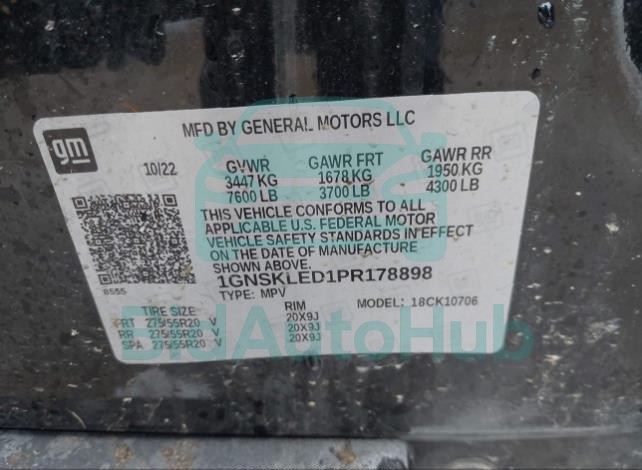 gm
MFD BY GENERAL MOTORS LLC
10/22 GVWR GAWR FRT GAWR RR
3447 KG 1678 KG 1950 KG
7600 LB 3700 LB 4300 LB
THIS VEHICLE CONFORMS TO ALL
APPLICABLE U.S. FEDERAL MOTOR
VEHICLE SAFETY STANDARDS IN EFFECT
ON THE DATE OF MANUFACTURE
SHOWN ABOVE.
1GNSKLED1PR178898
8555
TYPE: MPV MODEL: 18CK10706
TIRE SIZE RIM
FRT 275/55R20 V 20X9J
RR 275/55R20 V 20X9J
SPA 275/55R20 V 20X9J
BidAutoHub